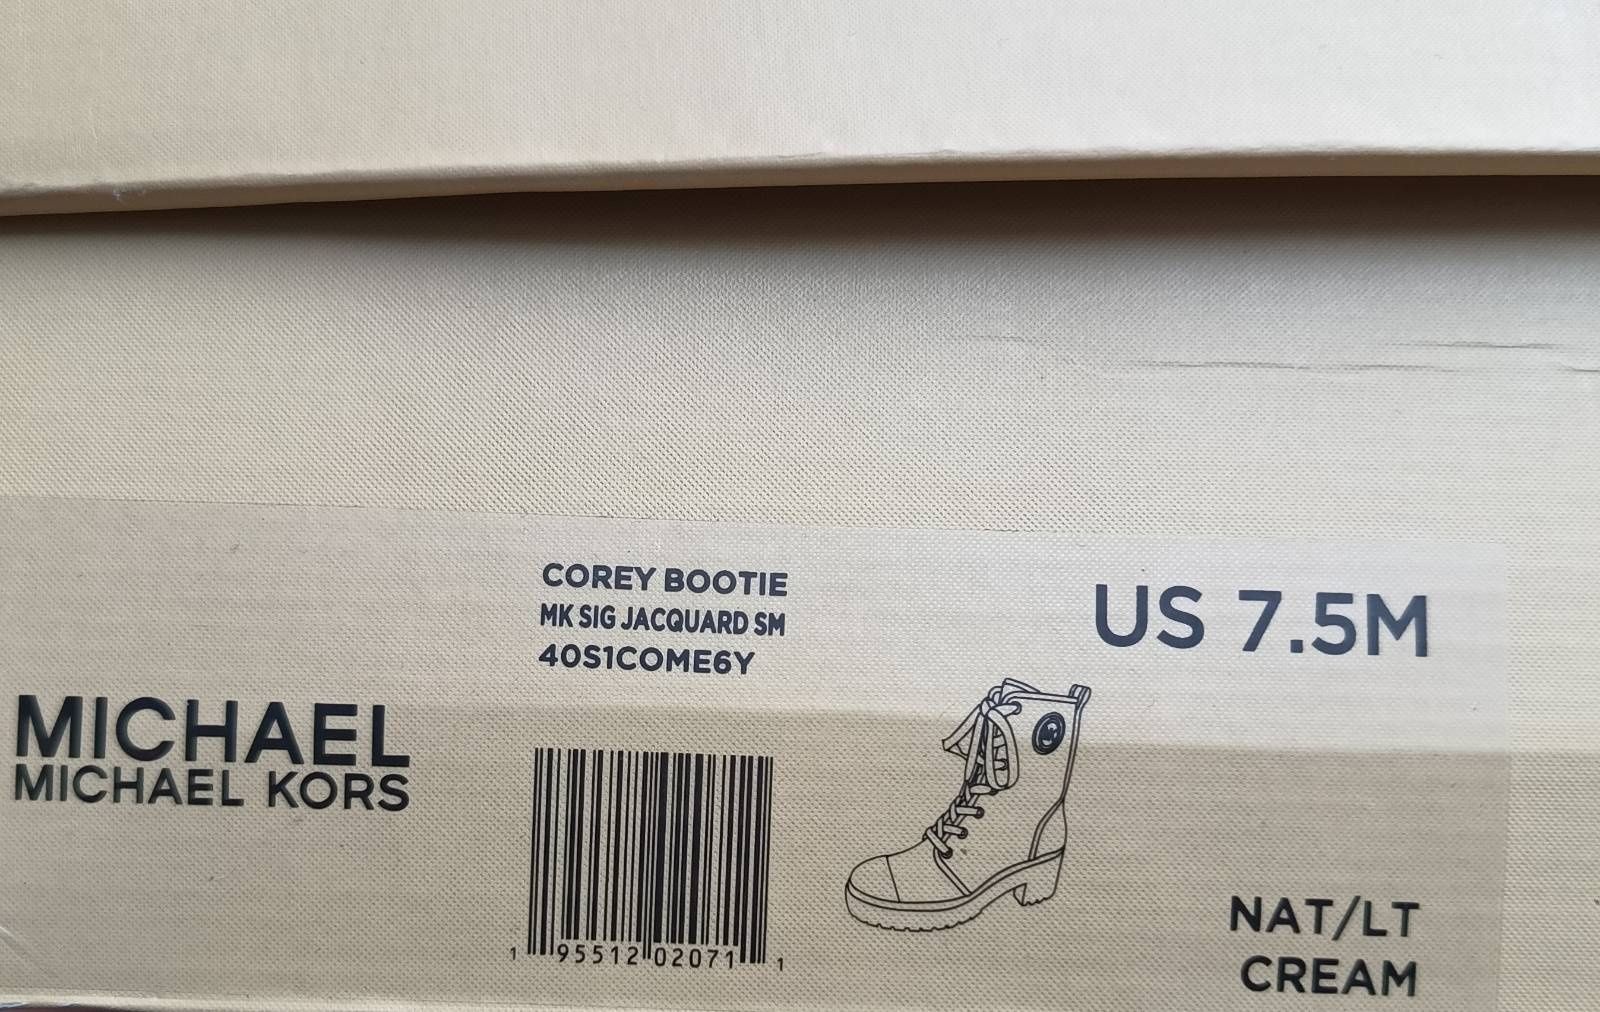 COREY BOOTIE
MK SIG JACQUARD SM
40S1COME6Y
US 7.5M
MICHAEL
MICHAEL KORS
1 95512 02071 1
NAT/LT
CREAM